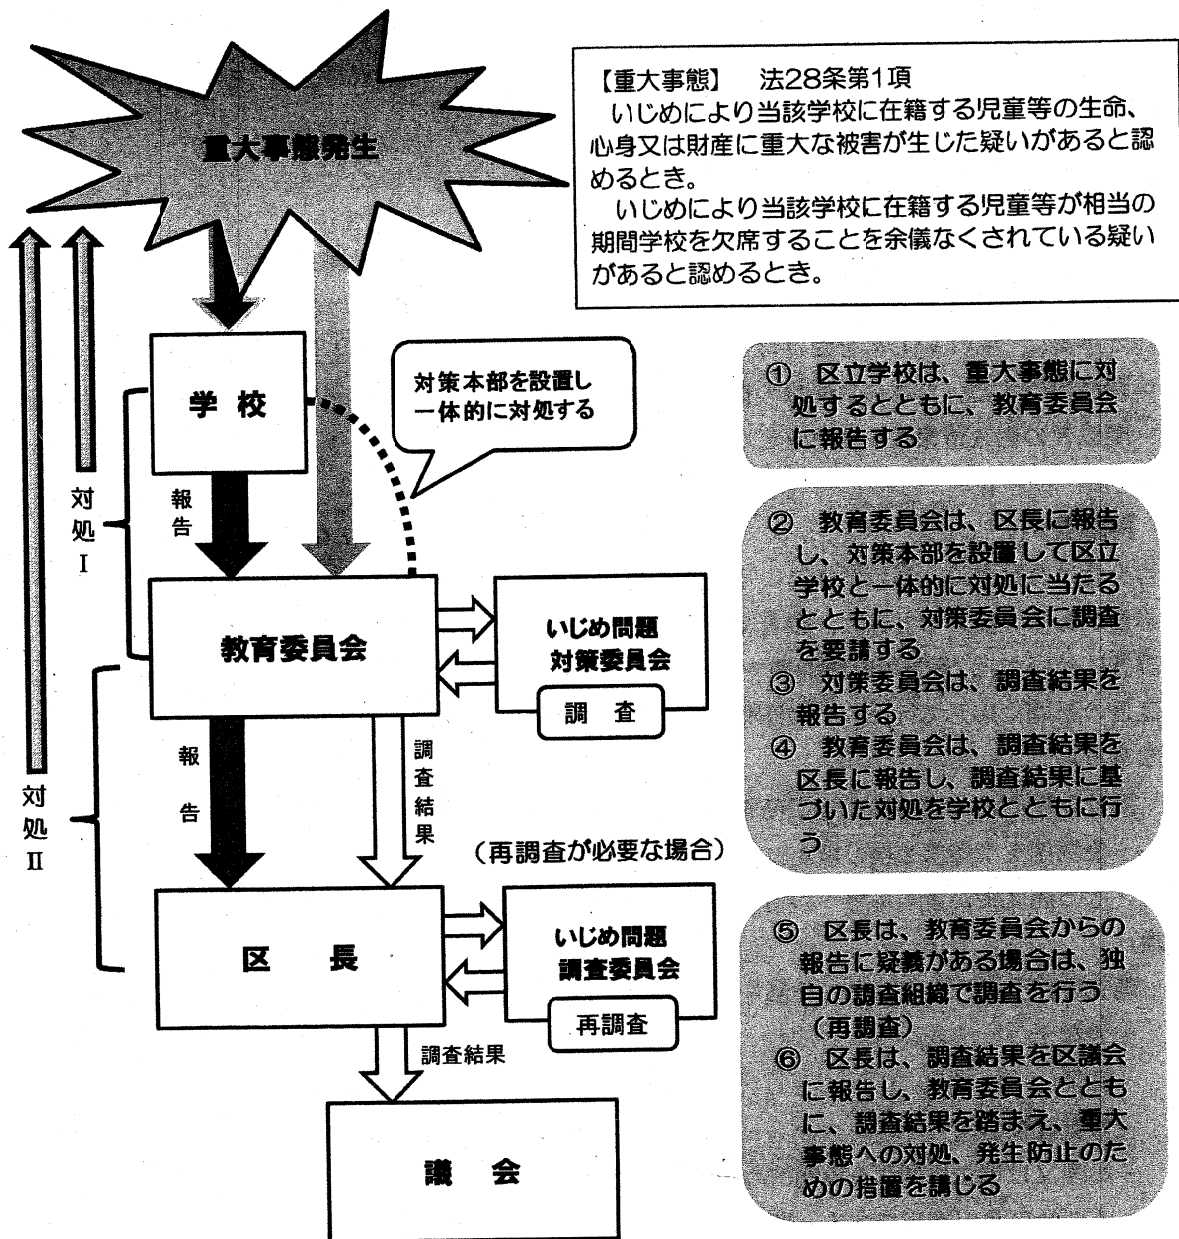 重大事態発生
【重大事態】　法28条第1項
いじめにより当該学校に在籍する児童等の生命、
心身又は財産に重大な被害が生じた疑いがあると認
めるとき。
いじめにより当該学校に在籍する児童等が相当の
期間学校を欠席することを余儀なくされている疑い
があると認めるとき。
学　校
対策本部を設置し
一体的に対処する
① 区立学校は、重大事態に対
処するとともに、教育委員会
に報告する
対処Ⅰ
報告
教育委員会
いじめ問題
対策委員会
調　査
② 教育委員会は、区長に報告
し、対策本部を設置して区立
学校と一体的に対処に当たる
とともに、対策委員会に調査
を要請する
③ 対策委員会は、調査結果を
報告する
④ 教育委員会は、調査結果を
区長に報告し、調査結果に基
づいた対処を学校とともに行
う
対処Ⅱ
報告
調査結果
（再調査が必要な場合）
区　長
いじめ問題
調査委員会
再調査
⑤ 区長は、教育委員会からの
報告に疑義がある場合は、独
自の調査組織で調査を行う
（再調査）
⑥ 区長は、調査結果を区議会
に報告し、教育委員会ととも
に、調査結果を踏まえ、重大
事態への対処、発生防止のた
めの措置を講じる
調査結果
議　会